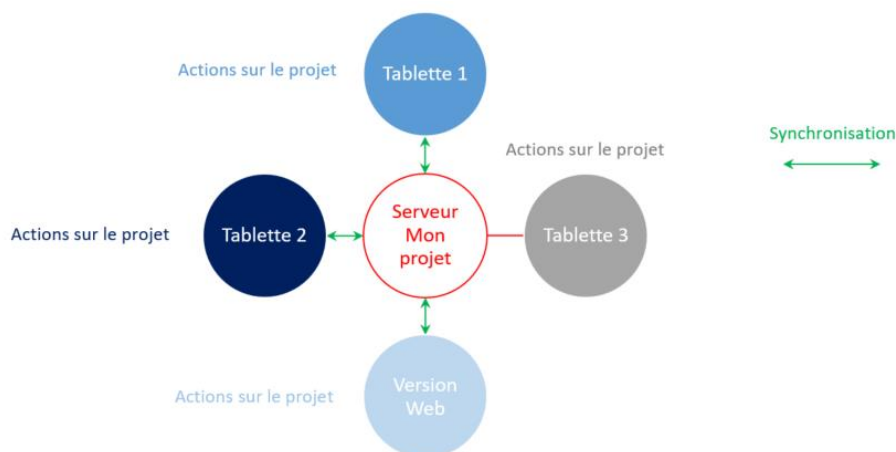 Actions sur le projet
Tablette 1
Synchronisation
Actions sur le projet
Actions sur le projet
Tablette 2
Serveur
Mon
projet
Tablette 3
Actions sur le projet
Version
Web